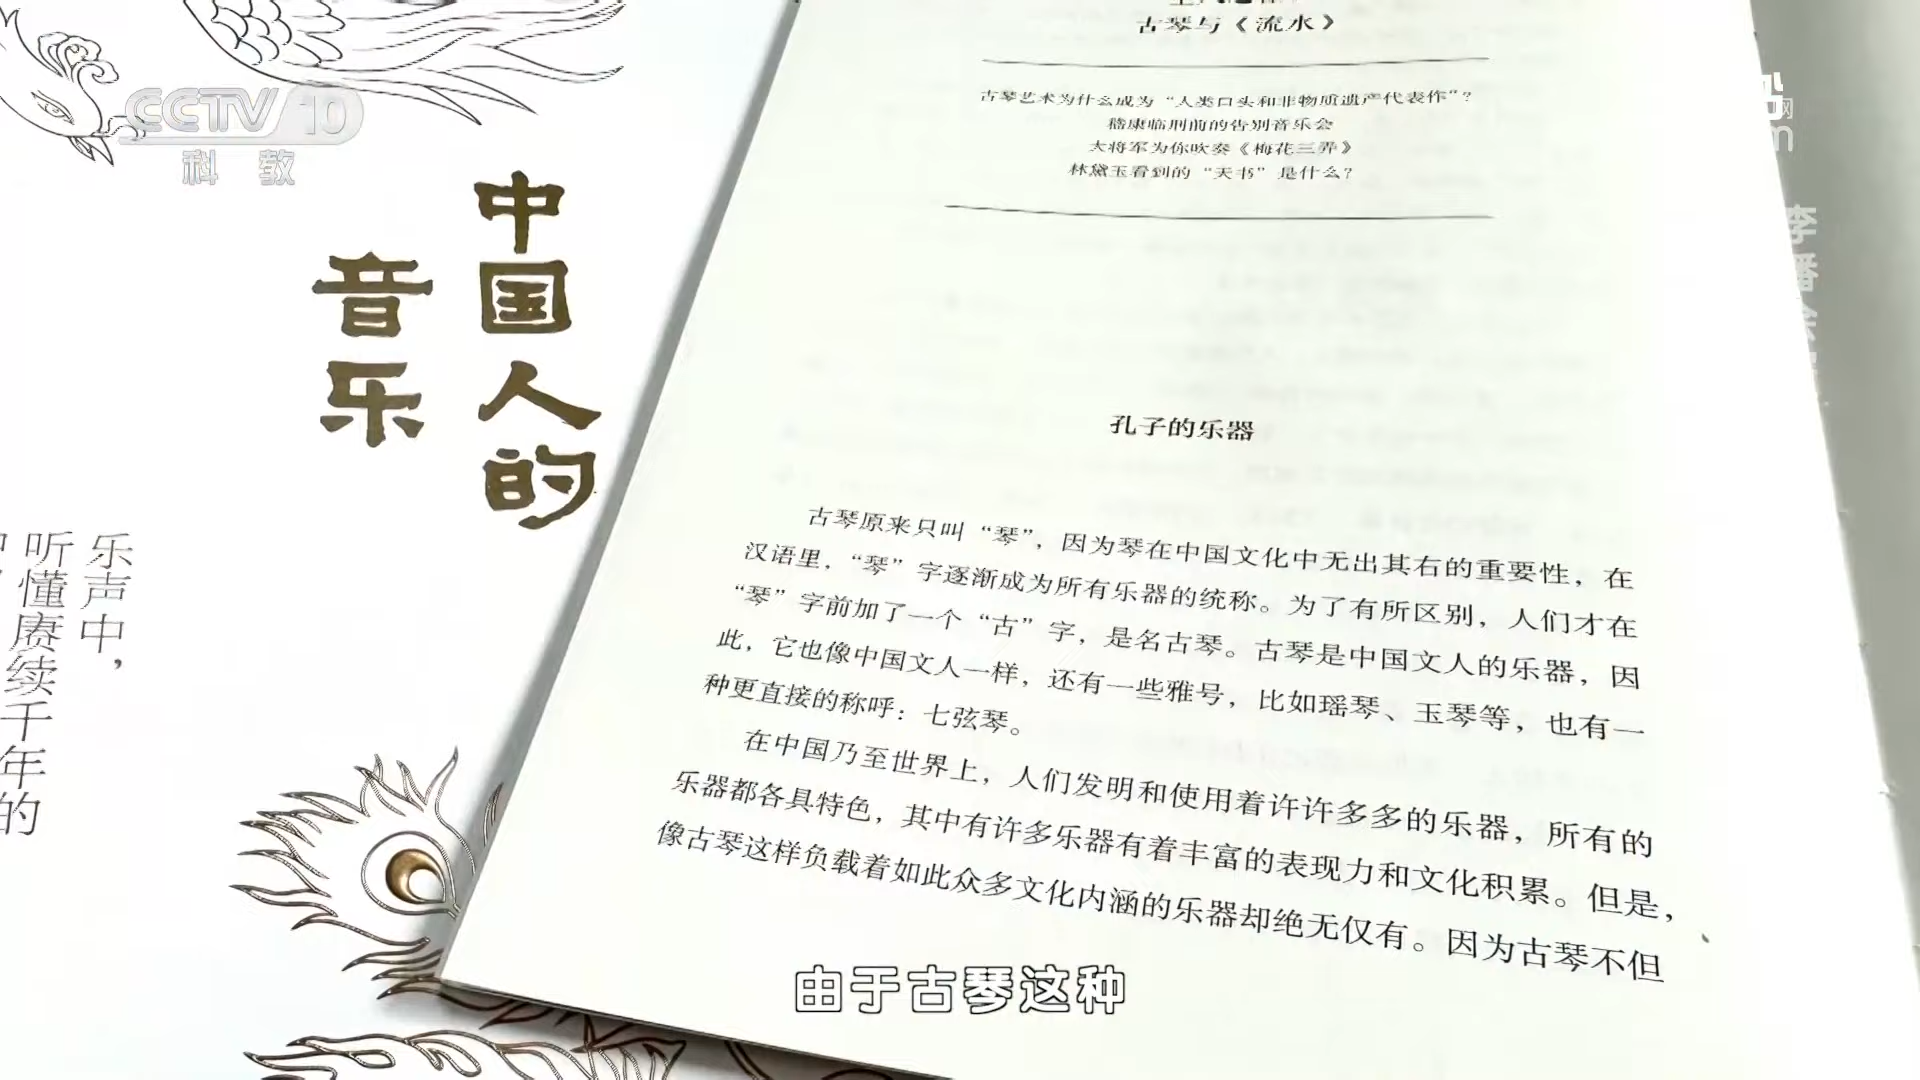 CCTV 10
科教
中国人的
音乐
乐声中，
听懂赓续千年的
古琴与《流水》
古琴艺术为什么成为“人类口头和非物质遗产代表作”？
嵇康临刑前的告别音乐会
大将军为你吹奏《梅花三弄》
林黛玉看到的“天书”是什么？
孔子的乐器
古琴原来只叫“琴”，因为琴在中国文化中无出其右的重要性，在
汉语里，“琴”字逐渐成为所有乐器的统称。为了有所区别，人们才在
“琴”字前加了一个“古”字，是名古琴。古琴是中国文人的乐器，因
此，它也像中国文人一样，还有一些雅号，比如瑶琴、玉琴等，也有一
种更直接的称呼：七弦琴。
在中国乃至世界上，人们发明和使用着许许多多的乐器，所有的
乐器都各具特色，其中有许多乐器有着丰富的表现力和文化积累。但是，
像古琴这样负载着如此众多文化内涵的乐器却绝无仅有。因为古琴不但
由于古琴这种